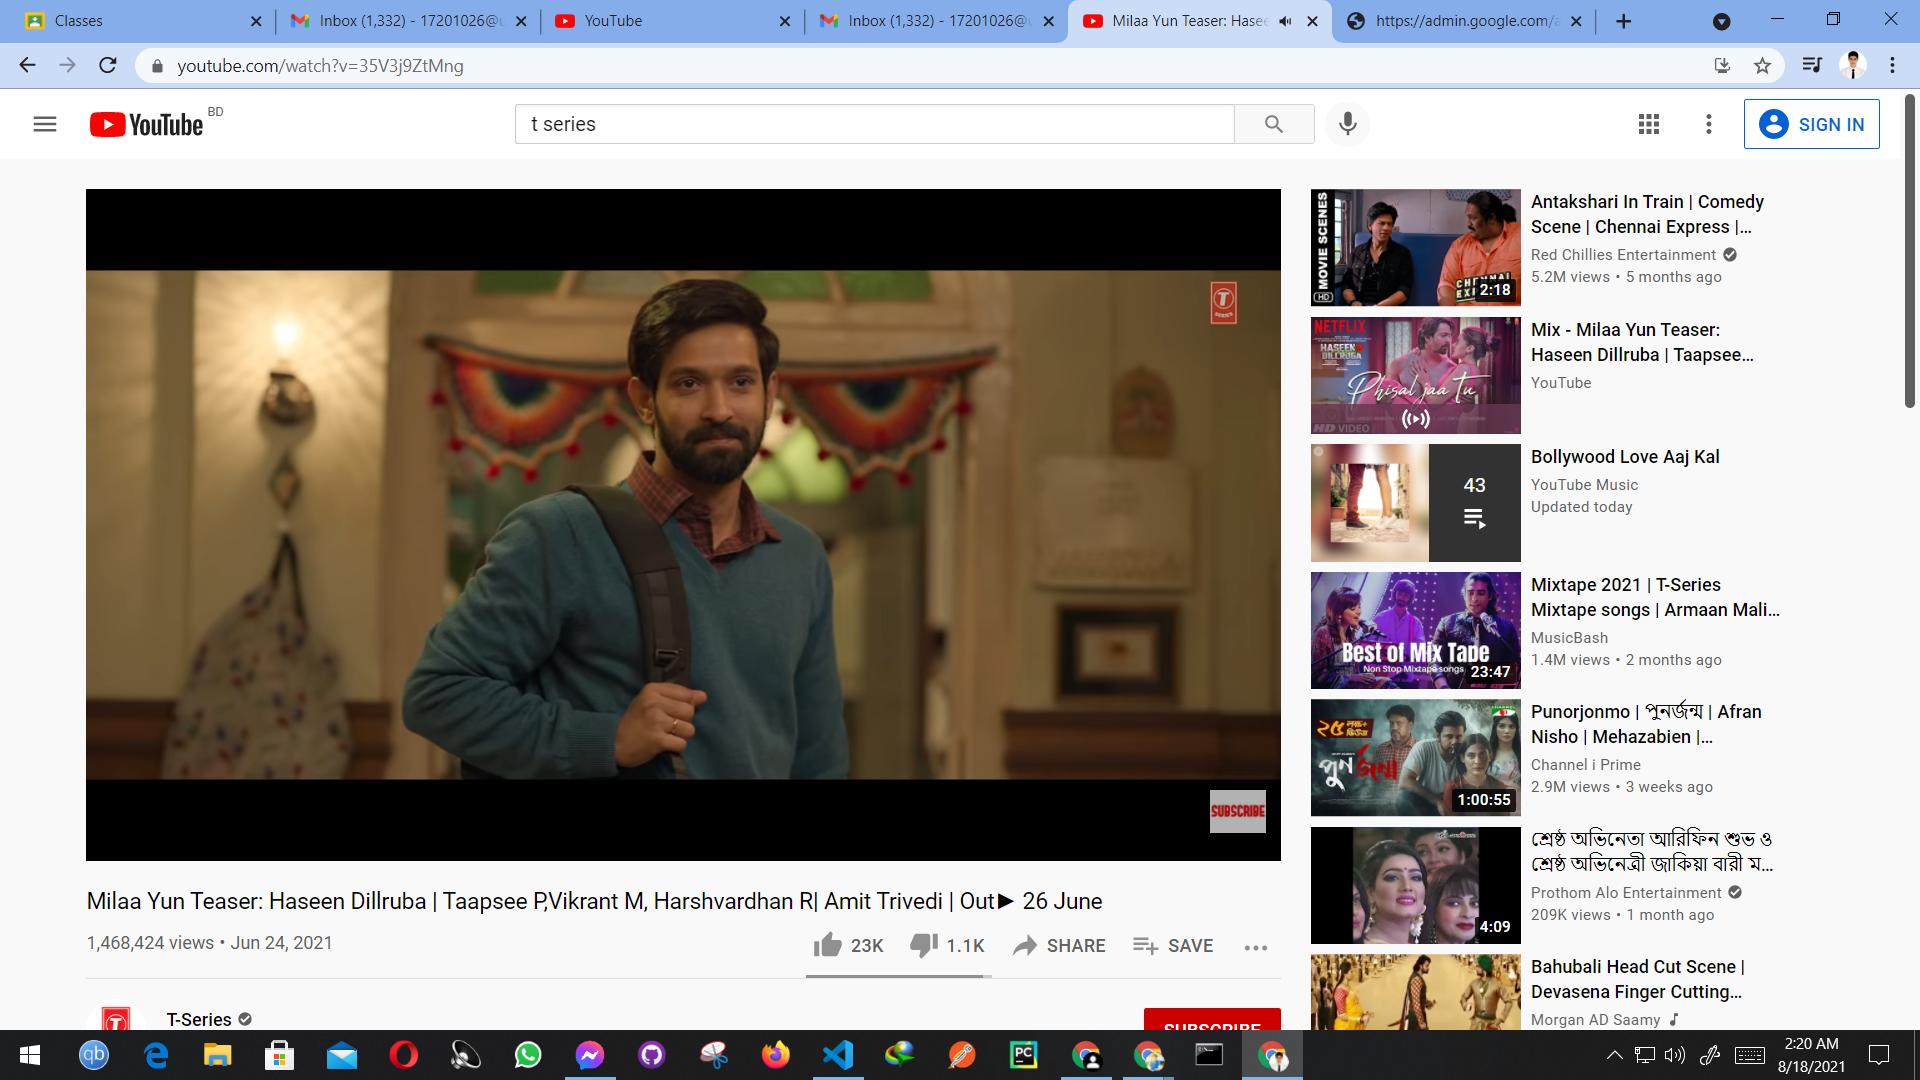 Classes
Inbox (1,332) - 17201026@u
YouTube
Inbox (1,332) - 17201026@u
Milaa Yun Teaser: Hasee
https://admin.google.com/a
youtube.com/watch?v=35V3j9ZtMng
YouTube BD
t series
SIGN IN
T
SERIES
SUBSCRIBE
Milaa Yun Teaser: Haseen Dillruba | Taapsee P,Vikrant M, Harshvardhan R| Amit Trivedi | Out► 26 June
1,468,424 views • Jun 24, 2021
23K
1.1K
SHARE
SAVE
T-Series
SUBSCRIBE
MOVIE SCENES
HD
2:18
Antakshari In Train | Comedy
Scene | Chennai Express |...
Red Chillies Entertainment
5.2M views • 5 months ago
NETFLIX
HASEEN
DILLRUBA
Phisal jaa tu
HD VIDEO
Mix - Milaa Yun Teaser:
Haseen Dillruba | Taapsee...
YouTube
43
Bollywood Love Aaj Kal
YouTube Music
Updated today
Best of Mix Tape
Non Stop Mixtape songs
23:47
Mixtape 2021 | T-Series
Mixtape songs | Armaan Mali...
MusicBash
1.4M views • 2 months ago
২৫ লক্ষ+
ভিউজ
পুনর্জন্ম
1:00:55
Punorjonmo | পুনর্জন্ম | Afran
Nisho | Mehazabien |...
Channel i Prime
2.9M views • 3 weeks ago
4:09
শ্রেষ্ঠ অভিনেতা আরিফিন শুভ ও
শ্রেষ্ঠ অভিনেত্রী জাকিয়া বারী ম...
Prothom Alo Entertainment
209K views • 1 month ago
Bahubali Head Cut Scene |
Devasena Finger Cutting...
Morgan AD Saamy
qb
PC
2:20 AM
8/18/2021